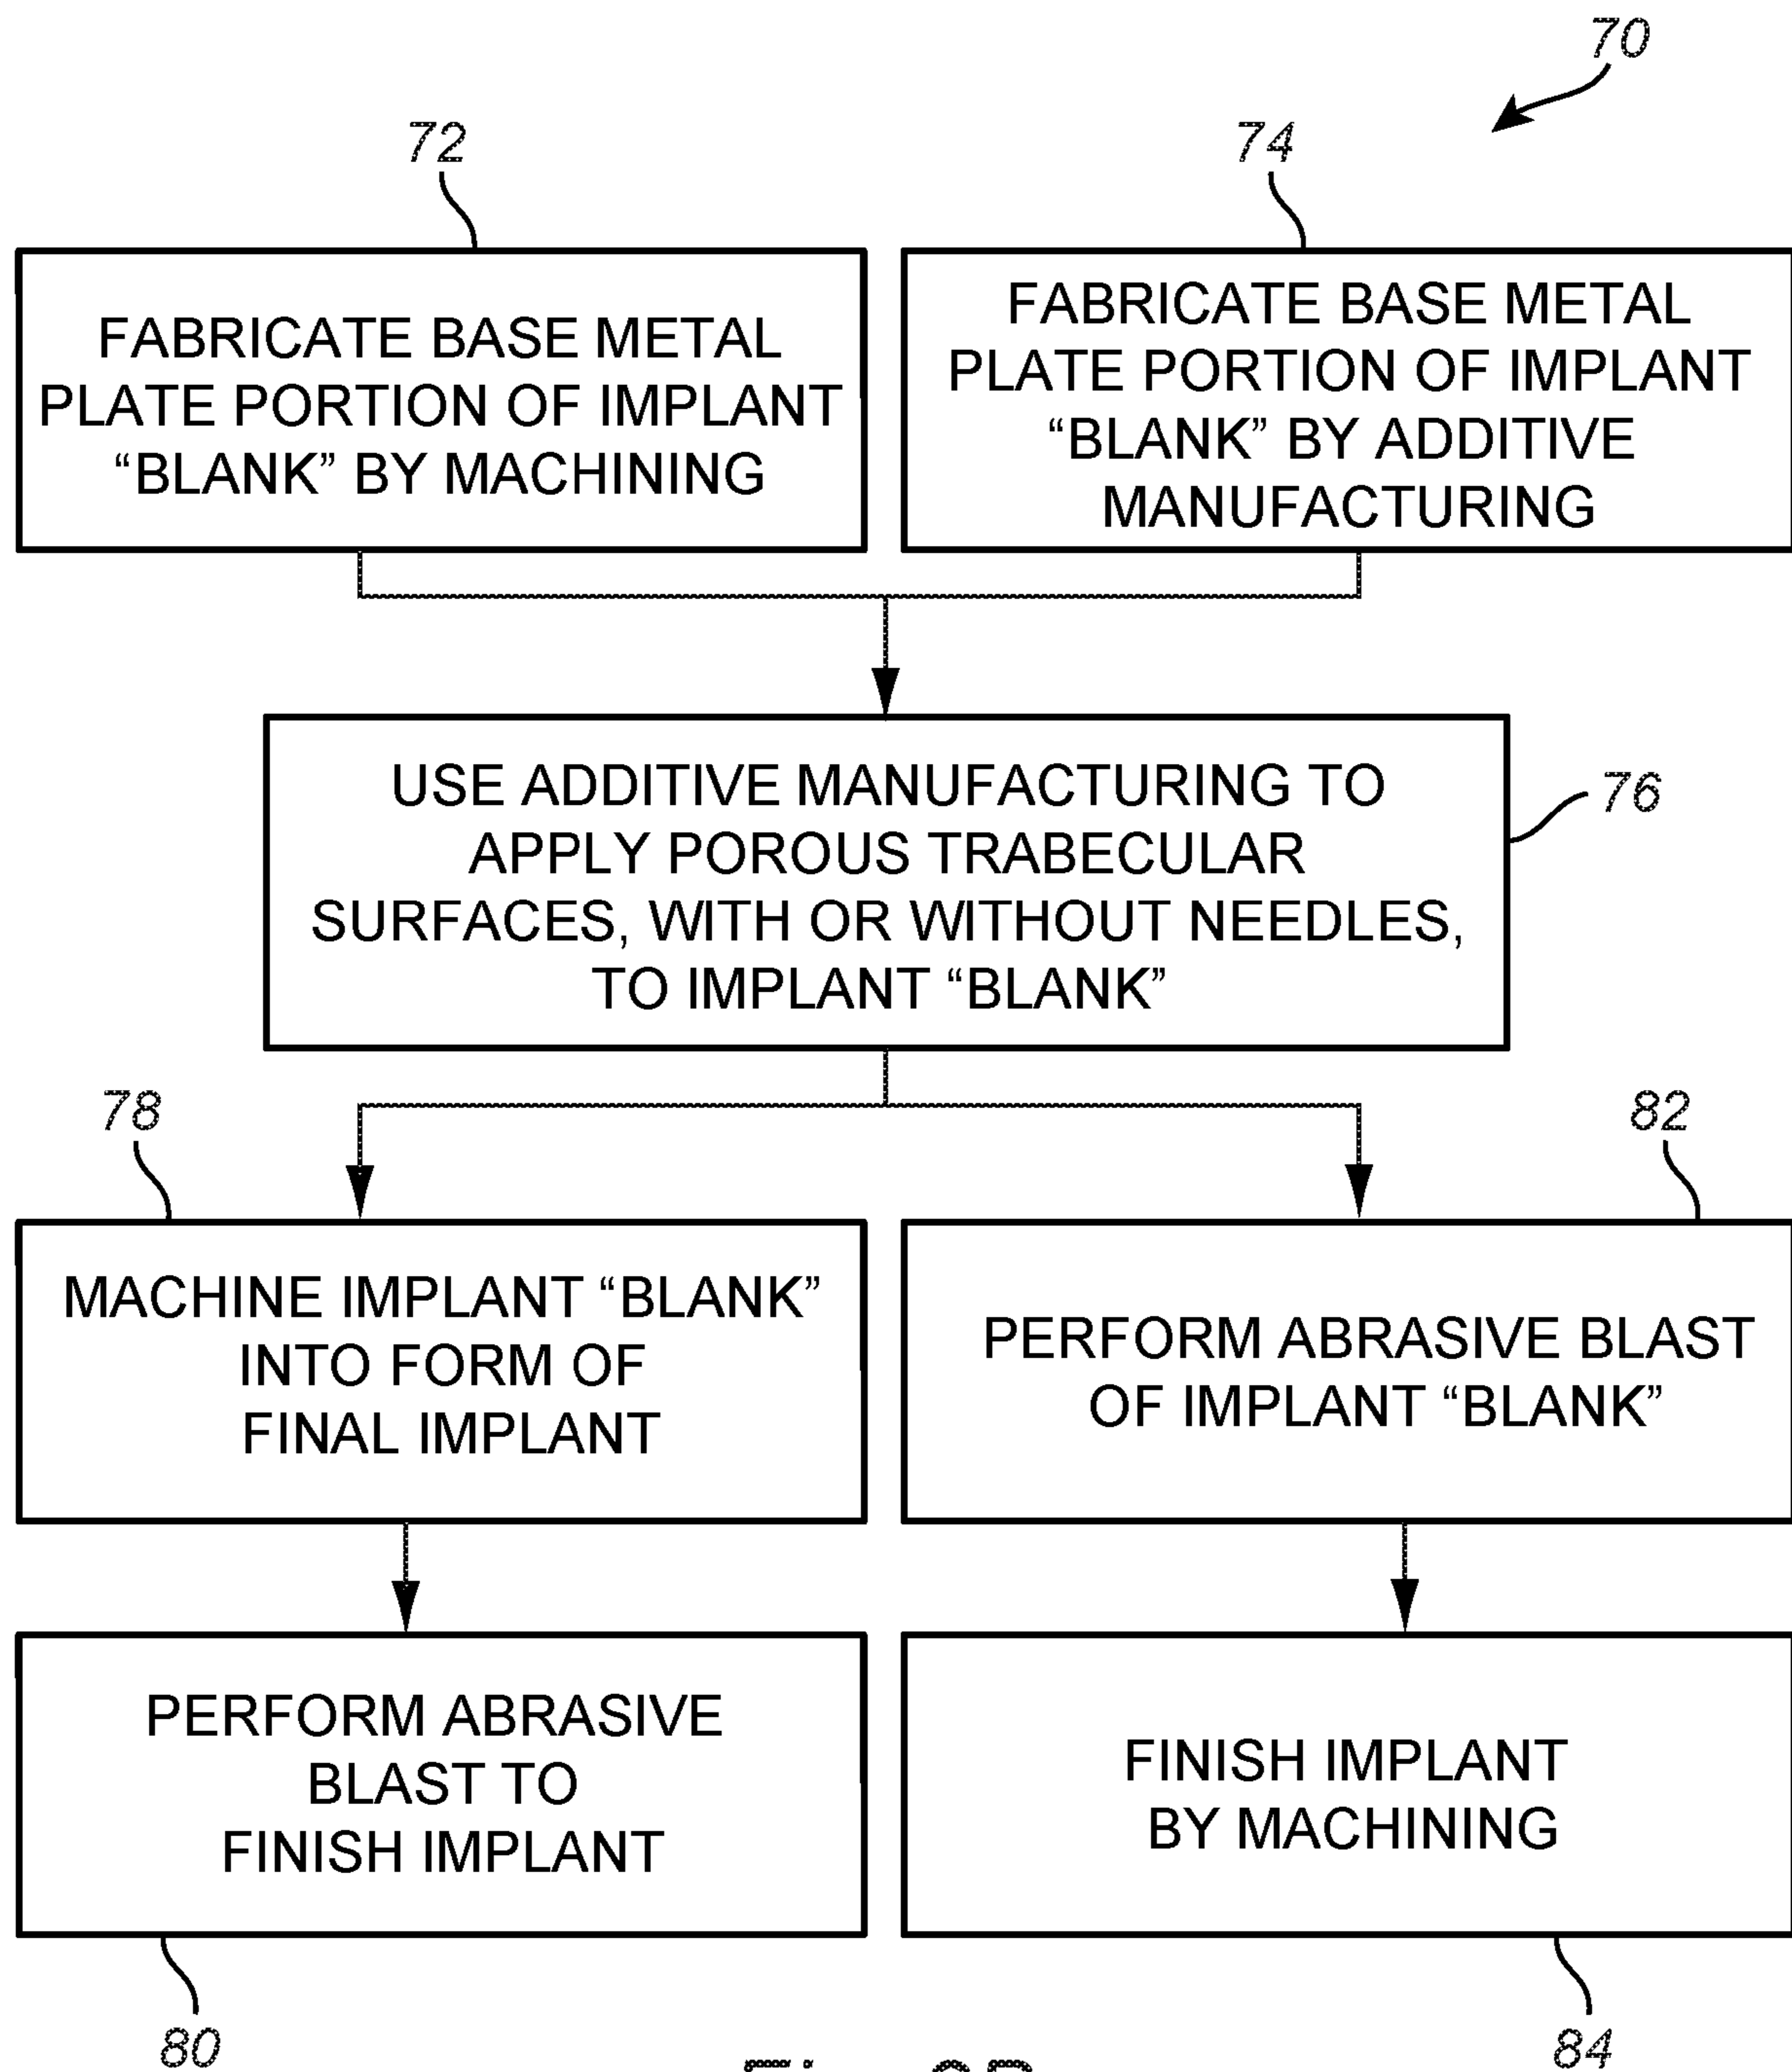 70
72
74
FABRICATE BASE METAL
PLATE PORTION OF IMPLANT
“BLANK” BY MACHINING
FABRICATE BASE METAL
PLATE PORTION OF IMPLANT
“BLANK” BY ADDITIVE
MANUFACTURING
USE ADDITIVE MANUFACTURING TO
APPLY POROUS TRABECULAR
SURFACES, WITH OR WITHOUT NEEDLES,
TO IMPLANT “BLANK”
76
78
82
MACHINE IMPLANT “BLANK”
INTO FORM OF
FINAL IMPLANT
PERFORM ABRASIVE BLAST
OF IMPLANT “BLANK”
PERFORM ABRASIVE
BLAST TO
FINISH IMPLANT
FINISH IMPLANT
BY MACHINING
80
84